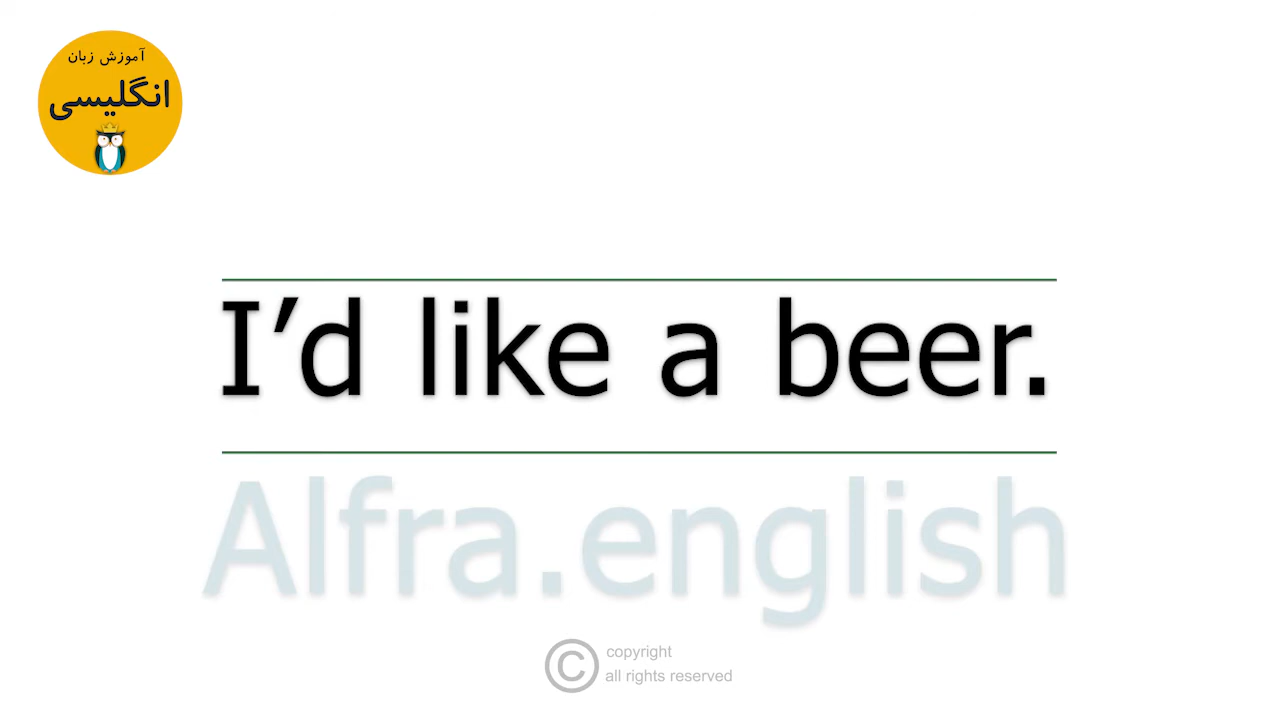 آموزش زبان
انگلیسی
I’d like a beer.
Alfra.english
© copyright
all rights reserved